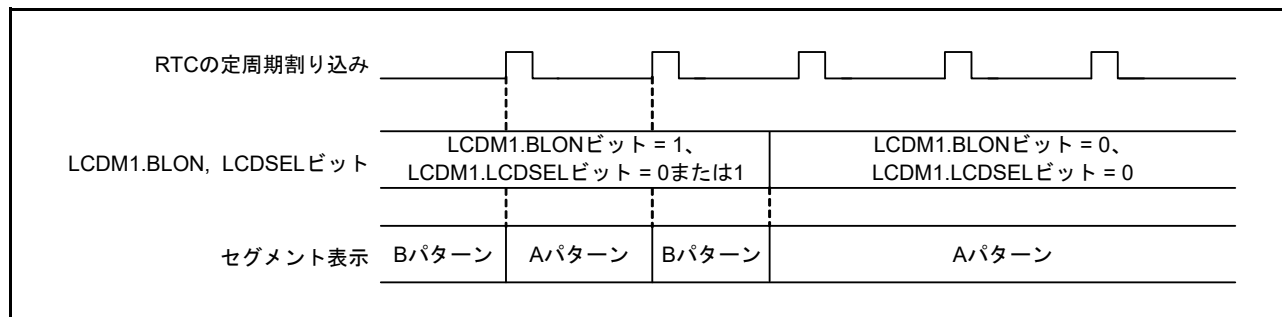 RTCの定周期割り込み
LCDM1.BLON, LCDSELビット
LCDM1.BLONビット = 1、
LCDM1.LCDSELビット = 0または1
LCDM1.BLONビット = 0、
LCDM1.LCDSELビット = 0
セグメント表示
Bパターン
Aパターン
Bパターン
Aパターン